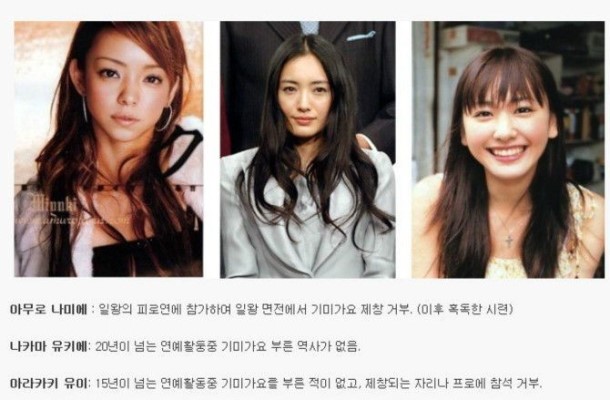 ク
Miyuki
아무로 나미에 : 일왕의 피로연에 참가하여 일왕 면전에서 기미가요 제창 거부. (이후 혹독한 시련)
나카마 유키에: 20년이 넘는 연예활동중 기미가요 부른 역사가 없음.
아라카키 유이: 15년이 넘는 연예활동중 기미가요를 부른 적이 없고, 제창되는 자리나 프로에 참석 거부.